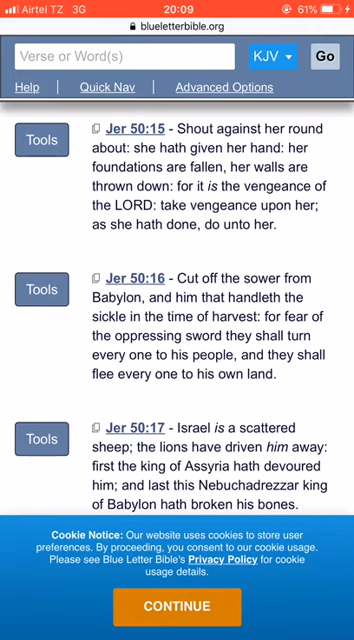 Airtel TZ 3G 20:09 61%
blueletterbible.org
Verse or Word(s) KJV Go
Help Quick Nav Advanced Options
Tools
Jer 50:15 - Shout against her round
about: she hath given her hand: her
foundations are fallen, her walls are
thrown down: for it is the vengeance of
the LORD: take vengeance upon her;
as she hath done, do unto her.
Tools
Jer 50:16 - Cut off the sower from
Babylon, and him that handleth the
sickle in the time of harvest: for fear of
the oppressing sword they shall turn
every one to his people, and they shall
flee every one to his own land.
Tools
Jer 50:17 - Israel is a scattered
sheep; the lions have driven him away:
first the king of Assyria hath devoured
him; and last this Nebuchadrezzar king
of Babylon hath broken his bones.
Cookie Notice: Our website uses cookies to store user
preferences. By proceeding, you consent to our cookie usage.
Please see Blue Letter Bible's Privacy Policy for cookie
usage details.
CONTINUE